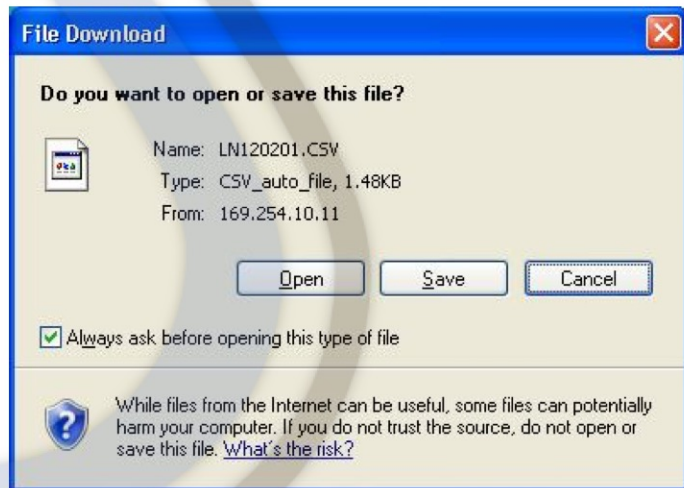 File Download
Do you want to open or save this file?
Name: LN120201.CSV
Type: CSV_auto_file, 1.48KB
From: 169.254.10.11
Open Save Cancel
Always ask before opening this type of file
While files from the Internet can be useful, some files can potentially
harm your computer. If you do not trust the source, do not open or
save this file. What's the risk?